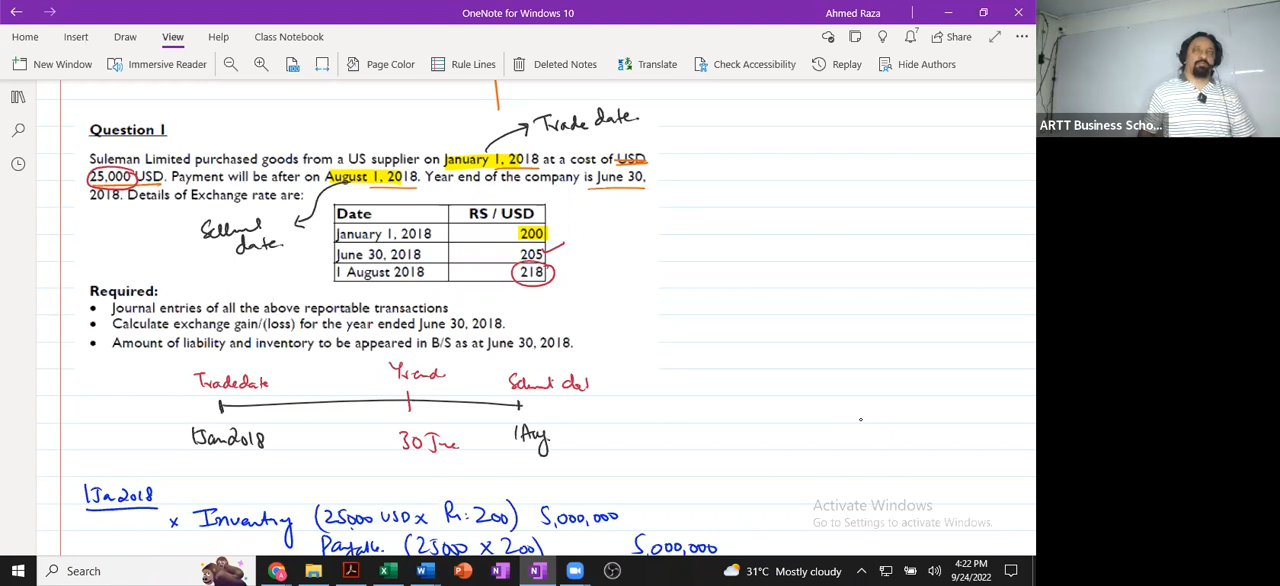 OneNote for Windows 10
Ahmed Raza
Home Insert Draw View Help Class Notebook
Share
New Window Immersive Reader Page Color Rule Lines Deleted Notes Translate Check Accessibility Replay Hide Authors
ARTT Business Scho...
Question 1
Trade date
Suleman Limited purchased goods from a US supplier on January 1, 2018 at a cost of USD
25,000 USD. Payment will be after on August 1, 2018. Year end of the company is June 30,
2018. Details of Exchange rate are:
date
Date RS / USD
January 1, 2018 200
June 30, 2018 205
1 August 2018 218
Required:
• Journal entries of all the above reportable transactions
• Calculate exchange gain/(loss) for the year ended June 30, 2018.
• Amount of liability and inventory to be appeared in B/S as at June 30, 2018.
Trade date
1Jan2018 30 June 1 Aug
1Ja 2018
x Inventory (25000 USD x Rs: 200) 5,000,000
Payable (25000 x 200) 5,000,000
Activate Windows
Go to Settings to activate Windows.
Search
31°C Mostly cloudy
4:22 PM
9/24/2022